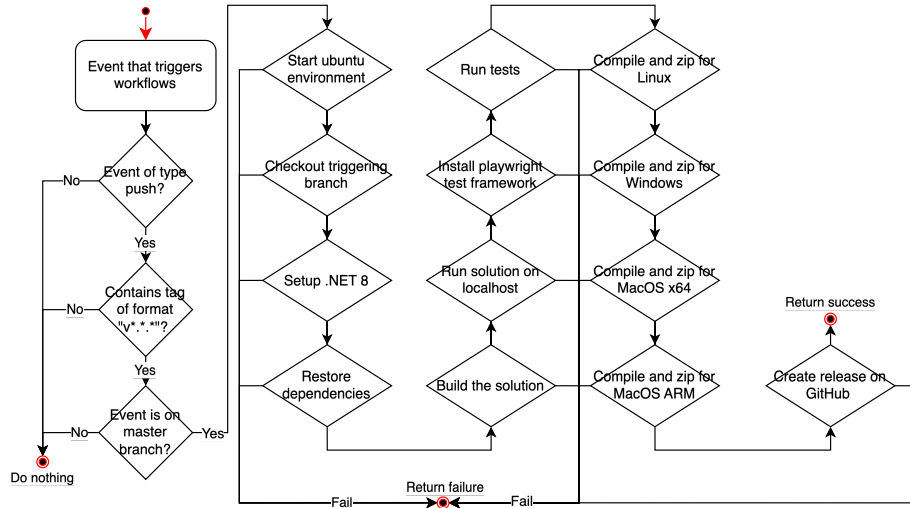 Event that triggers
workflows
Event of type
push?
No
Yes
Contains tag
of format
"v*.*.*"?
No
Yes
Event is on
master
branch?
No
Yes
Do nothing
Start ubuntu
environment
Checkout triggering
branch
Setup .NET 8
Restore
dependencies
Build the solution
Run solution on
localhost
Install playwright
test framework
Run tests
Compile and zip for
Linux
Compile and zip for
Windows
Compile and zip for
MacOS x64
Compile and zip for
MacOS ARM
Create release on
GitHub
Return success
Return failure
Fail
Fail